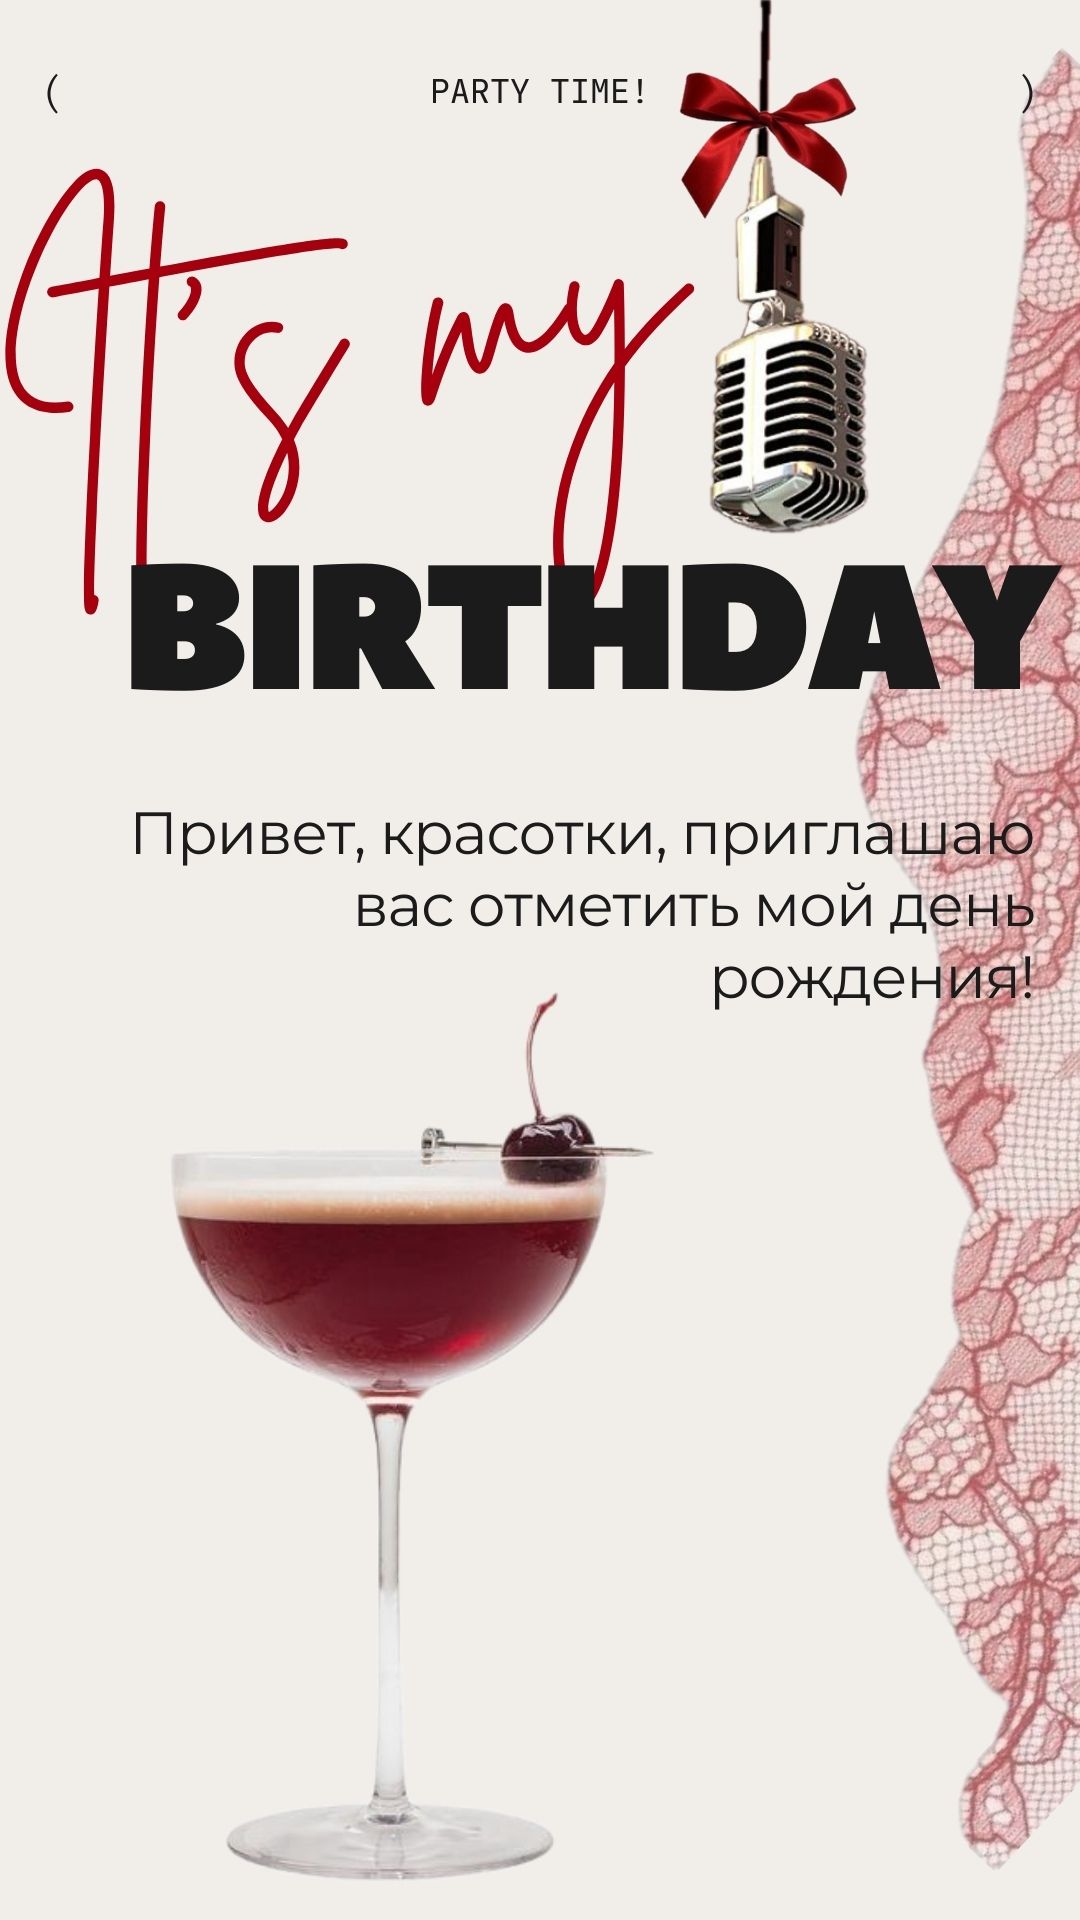 ( PARTY TIME! )
It's my
BIRTHDAY
Привет, красотки, приглашаю
вас отметить мой день
рождения!